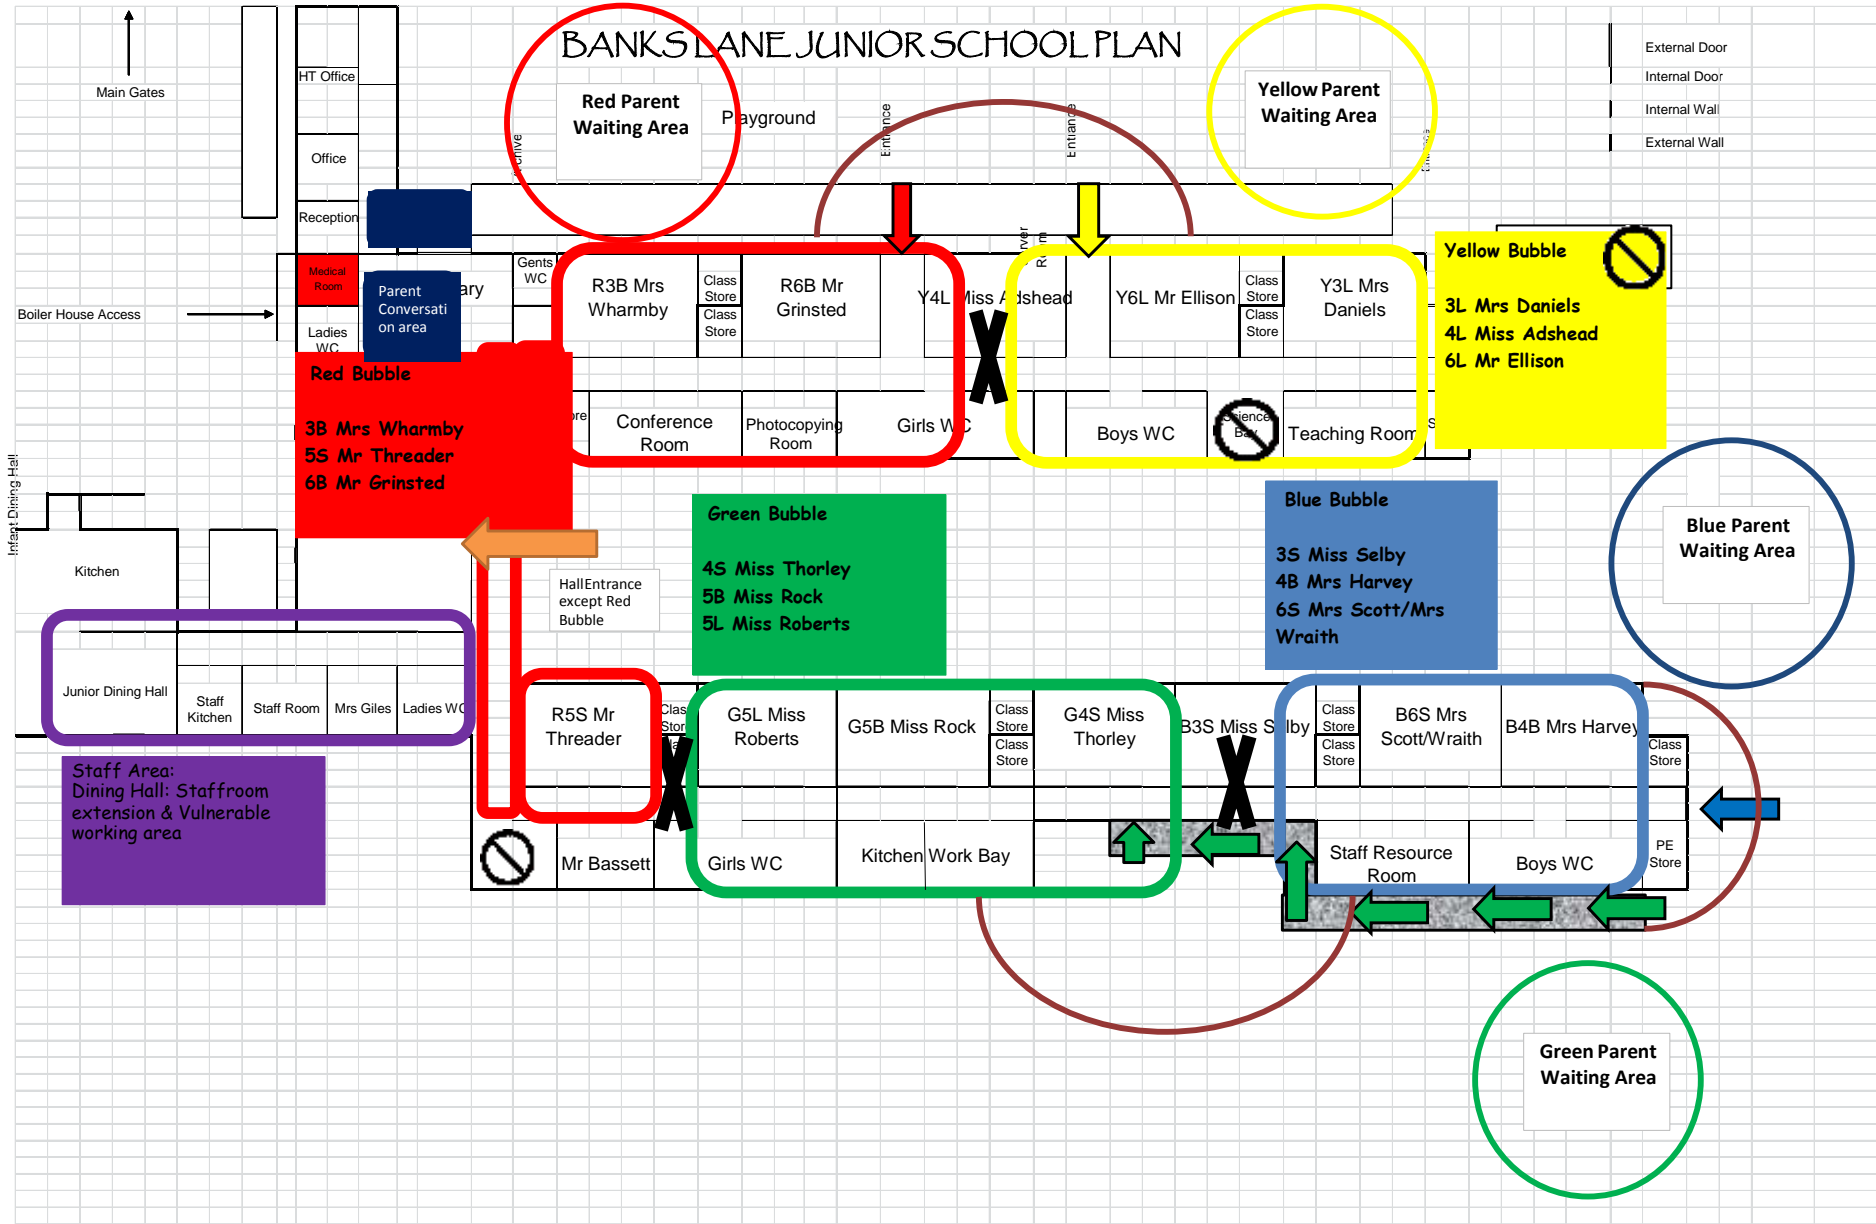 BANKS LANE JUNIOR SCHOOL PLAN
Main Gates
HT Office
Office
Reception
Red Parent
Waiting Area
Playground
Entrance
Entrance
Yellow Parent
Waiting Area
External Door
Internal Door
Internal Wall
External Wall
Boiler House Access
Medical
Room
Ladies
WC
Parent
Conversati
on area
ary
Gents
WC
R3B Mrs
Wharmby
Class
Store
Class
Store
R6B Mr
Grinsted
Y4L Miss Adshead
Y6L Mr Ellison
Class
Store
Class
Store
Y3L Mrs
Daniels
Yellow Bubble
3L Mrs Daniels
4L Miss Adshead
6L Mr Ellison
Red Bubble
3B Mrs Wharmby
5S Mr Threader
6B Mr Grinsted
Conference
Room
Photocopying
Room
Girls WC
Boys WC
Science
Bay
Teaching Room
Infant Dining Hall
Kitchen
Hall Entrance
except Red
Bubble
Green Bubble
4S Miss Thorley
5B Miss Rock
5L Miss Roberts
Blue Bubble
3S Miss Selby
4B Mrs Harvey
6S Mrs Scott/Mrs
Wraith
Blue Parent
Waiting Area
Junior Dining Hall
Staff
Kitchen
Staff Room
Mrs Giles
Ladies WC
R5S Mr
Threader
G5L Miss
Roberts
G5B Miss Rock
Class
Store
Class
Store
G4S Miss
Thorley
B3S Miss Selby
Class
Store
Class
Store
B6S Mrs
Scott/Wraith
B4B Mrs Harvey
Class
Store
Staff Area:
Dining Hall: Staffroom
extension & Vulnerable
working area
Mr Bassett
Girls WC
Kitchen Work Bay
Staff Resource
Room
Boys WC
PE
Store
Green Parent
Waiting Area